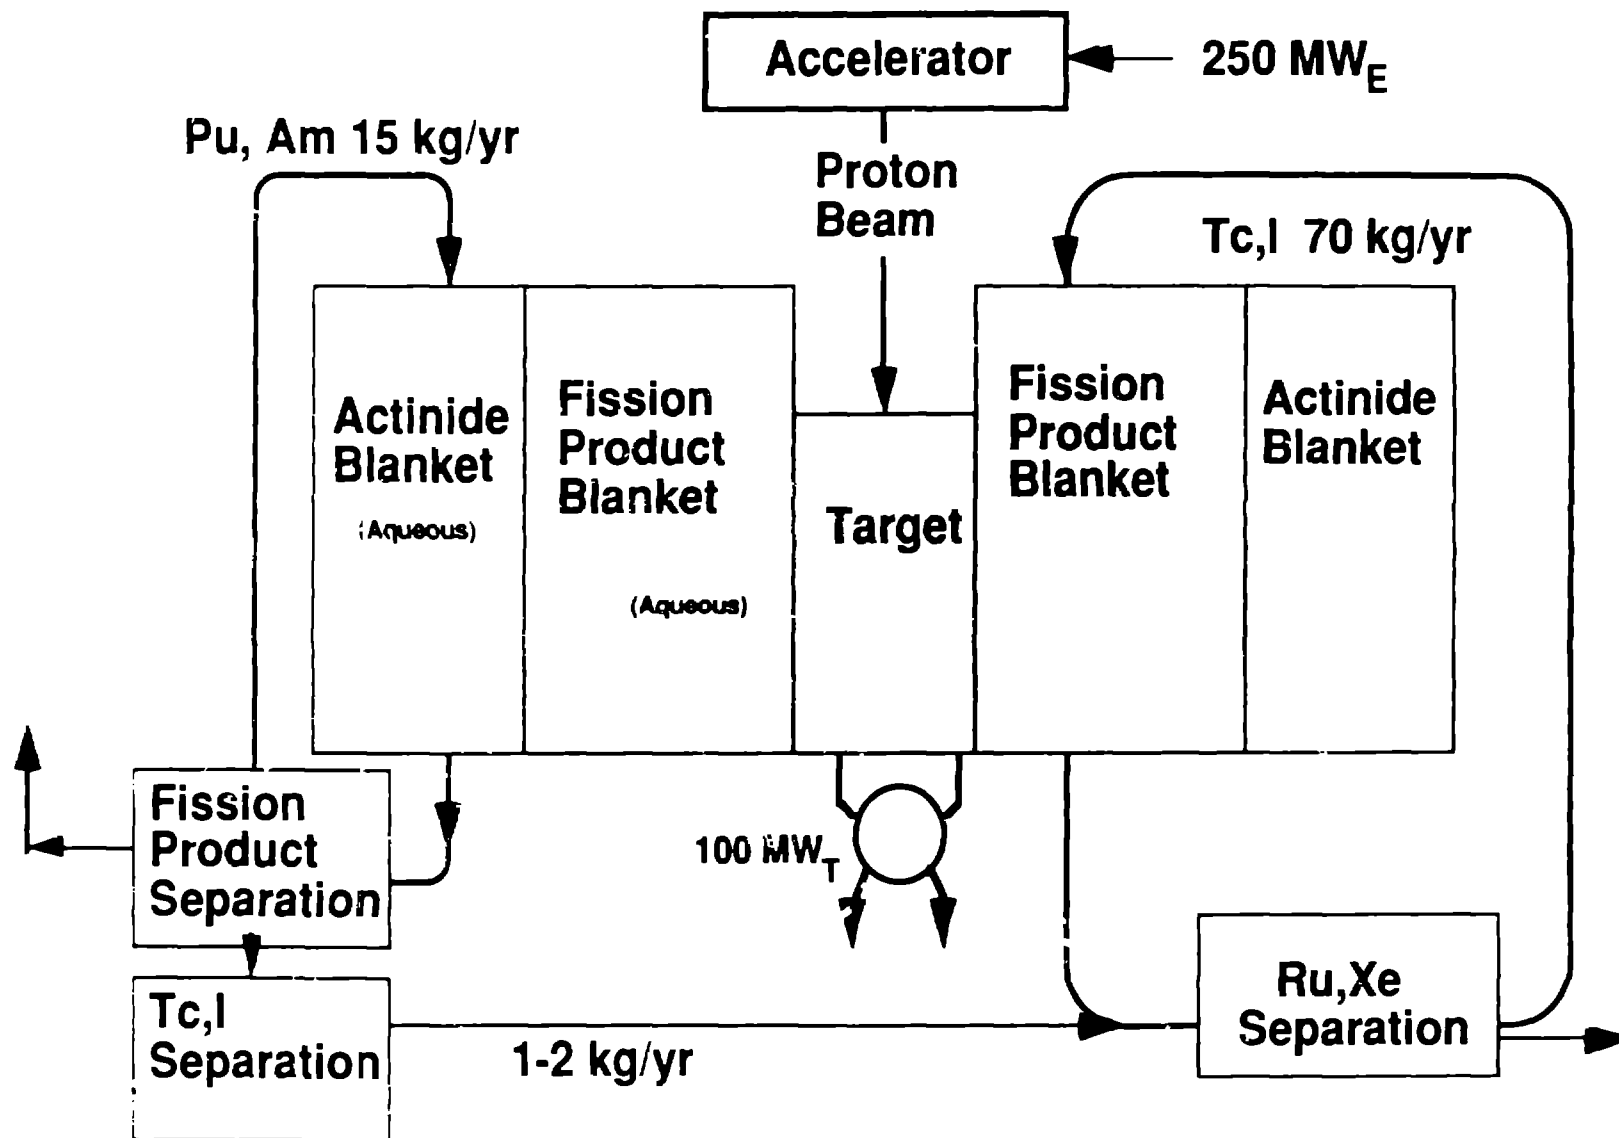 Accelerator
250 MWE
Pu, Am 15 kg/yr
Proton
Beam
Tc,I 70 kg/yr
Actinide
Blanket
(Aqueous)
Fission
Product
Blanket
(Aqueous)
Target
Fission
Product
Blanket
Actinide
Blanket
Fission
Product
Separation
100 MWT
Tc,I
Separation
1-2 kg/yr
Ru,Xe
Separation